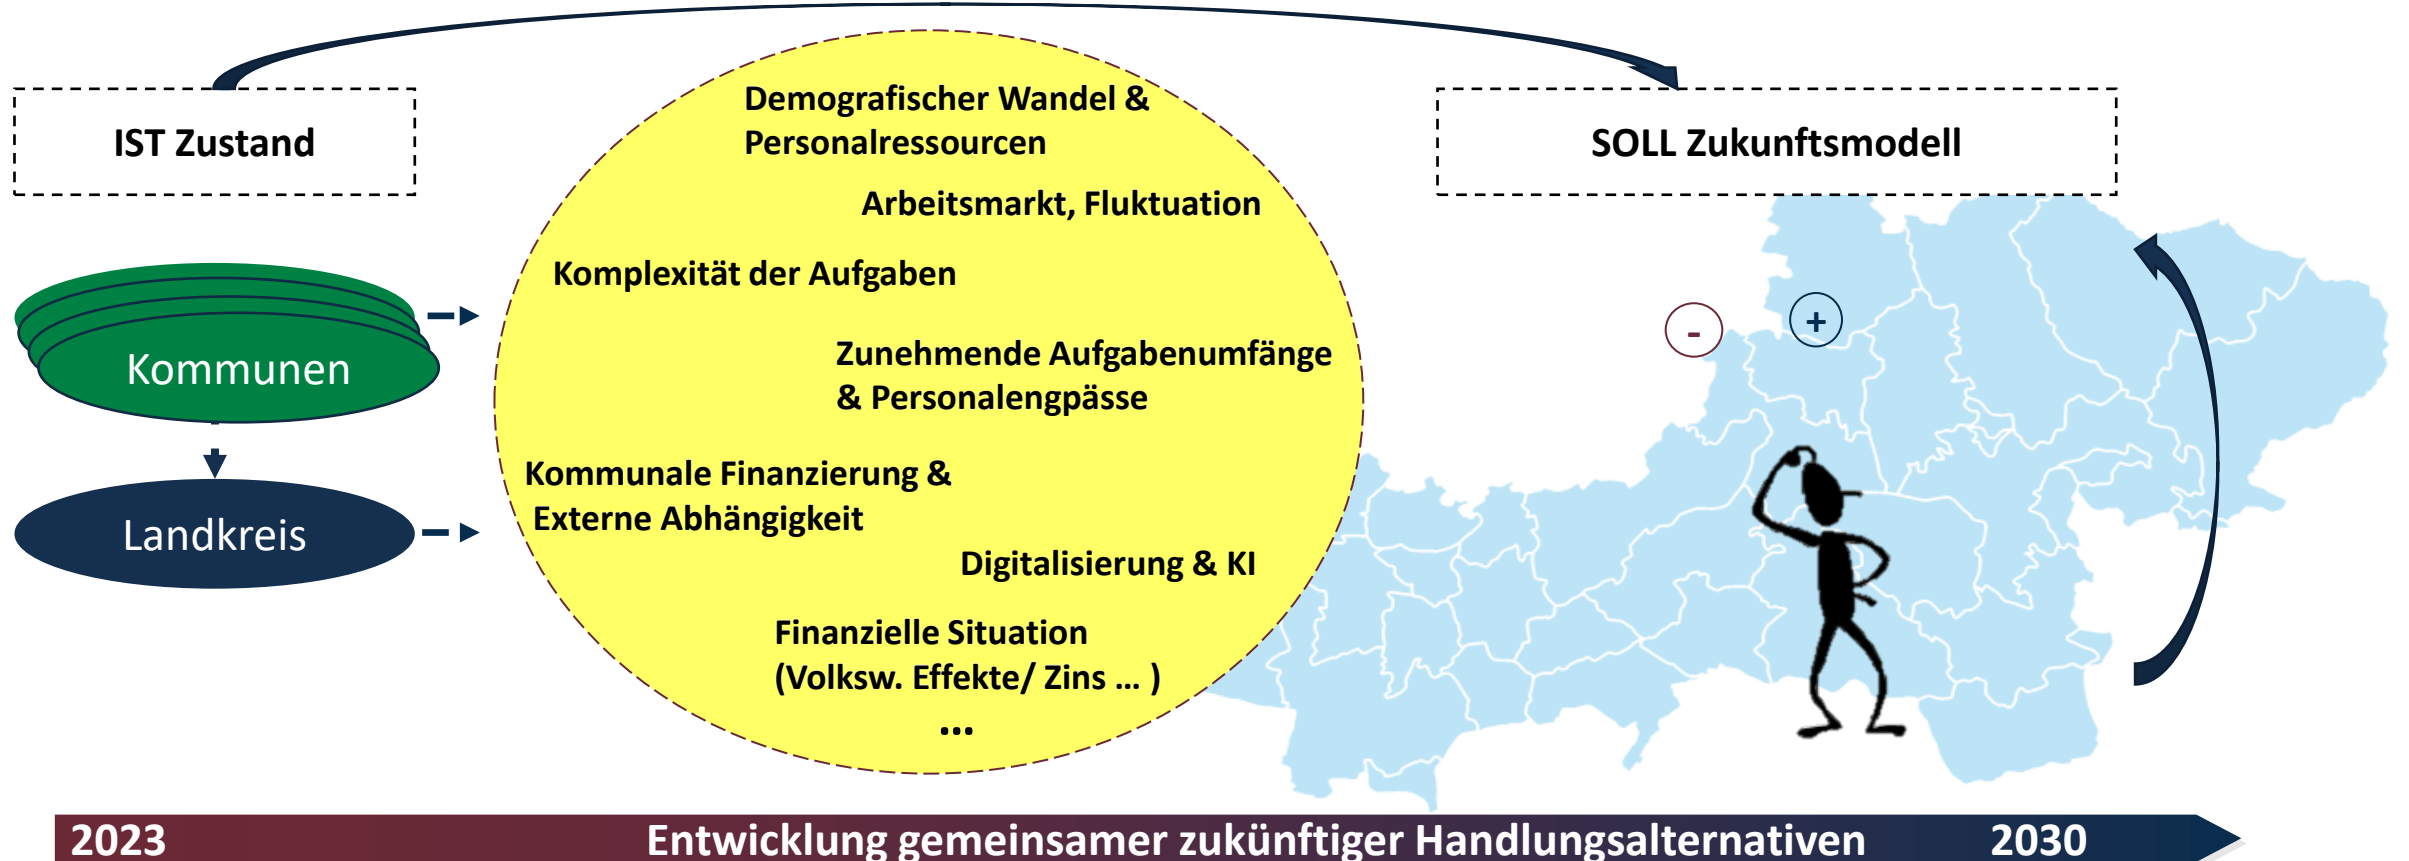 IST Zustand
SOLL Zukunftsmodell
Kommunen
Landkreis
Demografischer Wandel &
Personalressourcen
Arbeitsmarkt, Fluktuation
Komplexität der Aufgaben
Zunehmende Aufgabenumfänge
& Personalengpässe
Kommunale Finanzierung &
Externe Abhängigkeit
Digitalisierung & KI
Finanzielle Situation
(Volksw. Effekte/ Zins ... )
...
- +
2023 Entwicklung gemeinsamer zukünftiger Handlungsalternativen 2030